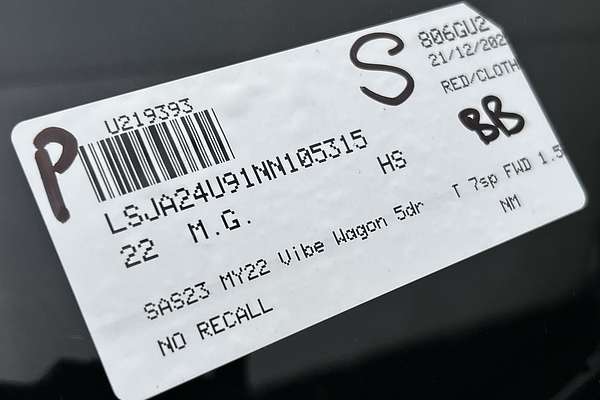 P
U219393
LSJA24U91NN105315
22 M.G.
HS
SAS23 MY22 Vibe Wagon 5dr T 7sp FWD 1.5
NO RECALL
NM
S
806GU2
21/12/202
RED/CLOTH
BB